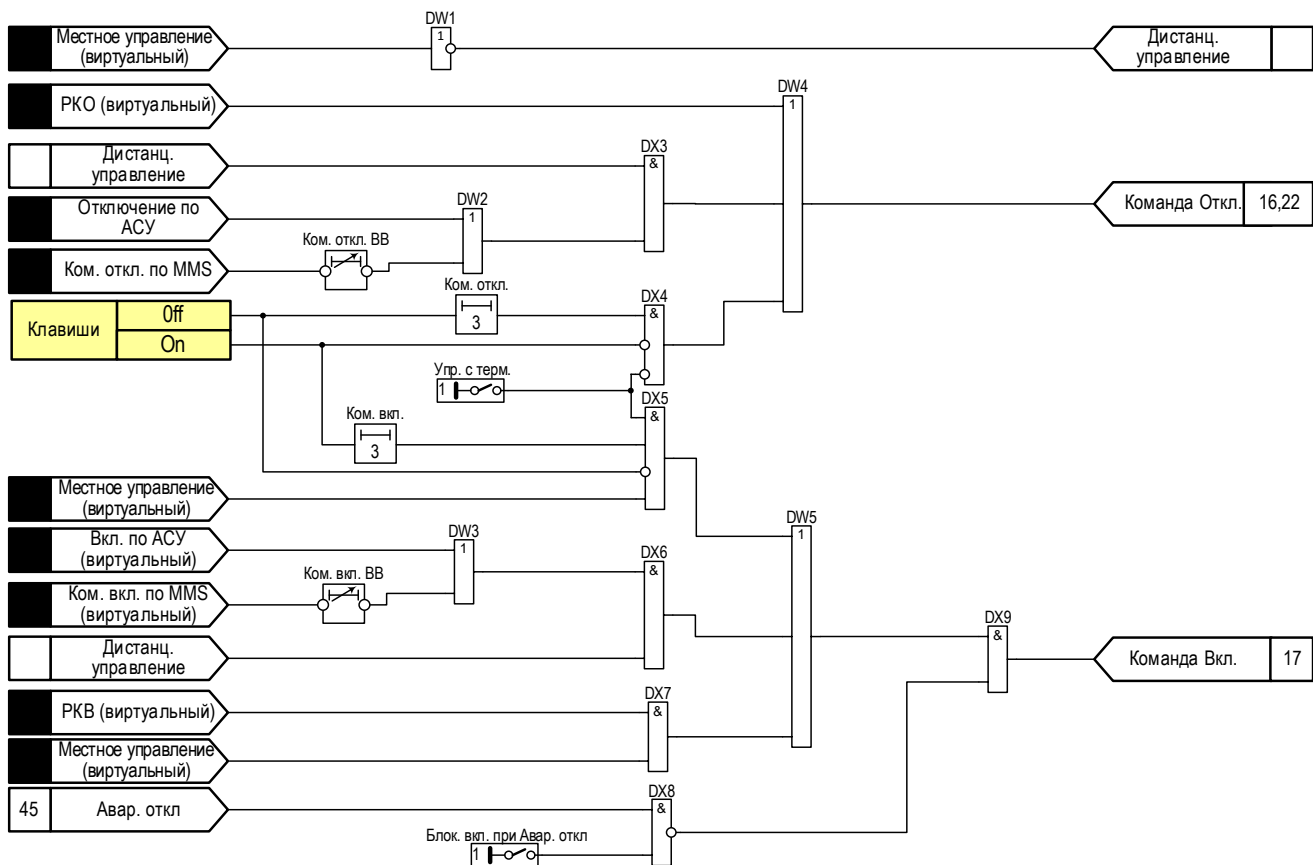 DW1
Местное управление
(виртуальный)
1
Дистанц.
управление
РКО (виртуальный)
DW4
1
Дистанц.
управление
DX3
&
Отключение по
АСУ
DW2
1
Команда Откл.
16,22
Ком. откл. ВВ
Ком. откл. по MMS
Клавиши
Off
On
Ком. откл.
3
DX4
&
Упр. с терм.
1
DX5
&
Ком. вкл.
3
Местное управление
(виртуальный)
Вкл. по АСУ
(виртуальный)
DW3
1
DW5
1
Ком. вкл. ВВ
Ком. вкл. по MMS
(виртуальный)
DX6
&
Дистанц.
управление
DX9
&
Команда Вкл.
17
РКВ (виртуальный)
DX7
&
Местное управление
(виртуальный)
45
Авар. откл
DX8
&
Блок. вкл. при Авар. откл
1